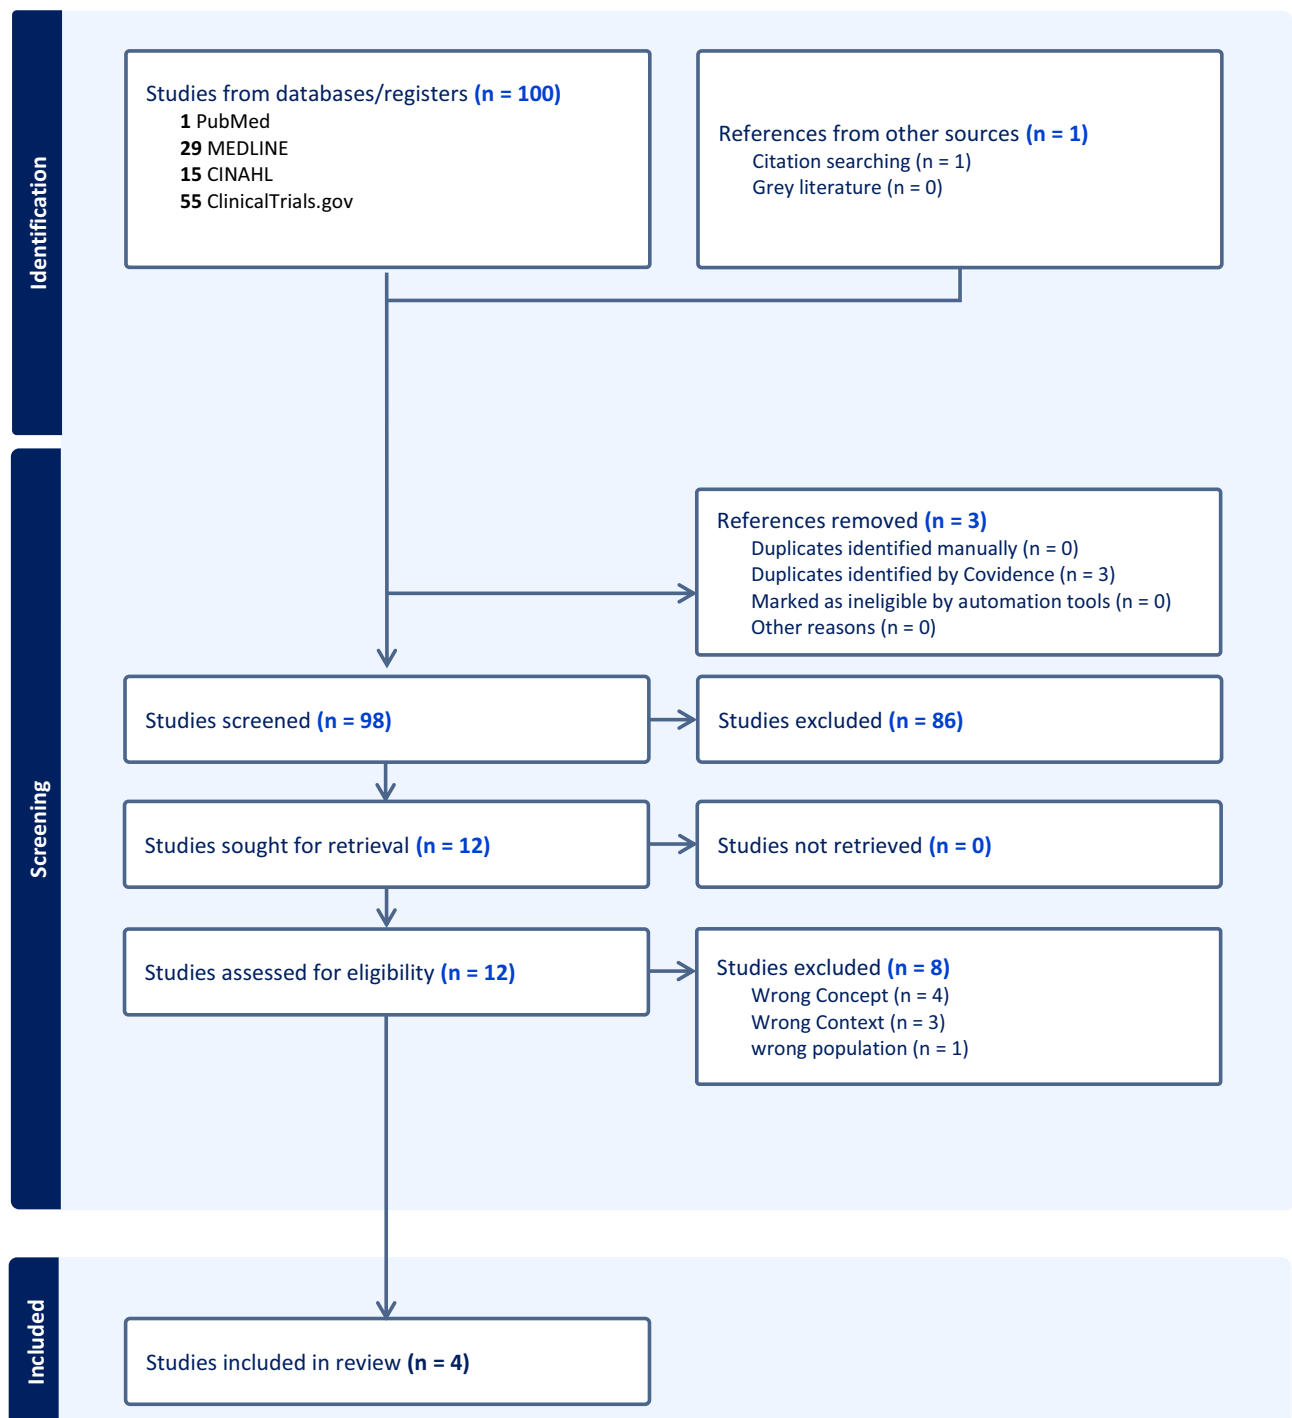 Identification
Studies from databases/registers (n = 100)
1 PubMed
29 MEDLINE
15 CINAHL
55 ClinicalTrials.gov
References from other sources (n = 1)
Citation searching (n = 1)
Grey literature (n = 0)
Screening
References removed (n = 3)
Duplicates identified manually (n = 0)
Duplicates identified by Covidence (n = 3)
Marked as ineligible by automation tools (n = 0)
Other reasons (n = 0)
Studies screened (n = 98)
Studies excluded (n = 86)
Studies sought for retrieval (n = 12)
Studies not retrieved (n = 0)
Studies assessed for eligibility (n = 12)
Studies excluded (n = 8)
Wrong Concept (n = 4)
Wrong Context (n = 3)
wrong population (n = 1)
Included
Studies included in review (n = 4)